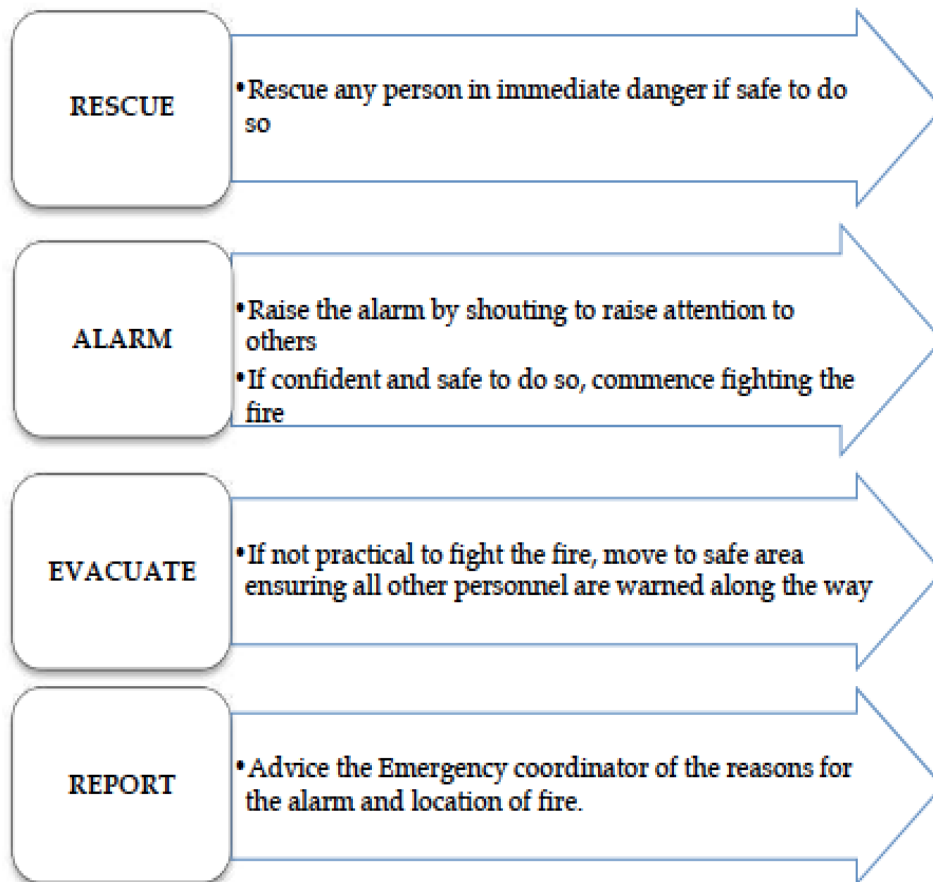 RESCUE
•Rescue any person in immediate danger if safe to do
so
ALARM
•Raise the alarm by shouting to raise attention to
others
•If confident and safe to do so, commence fighting the
fire
EVACUATE
•If not practical to fight the fire, move to safe area
ensuring all other personnel are warned along the way
REPORT
•Advice the Emergency coordinator of the reasons for
the alarm and location of fire.